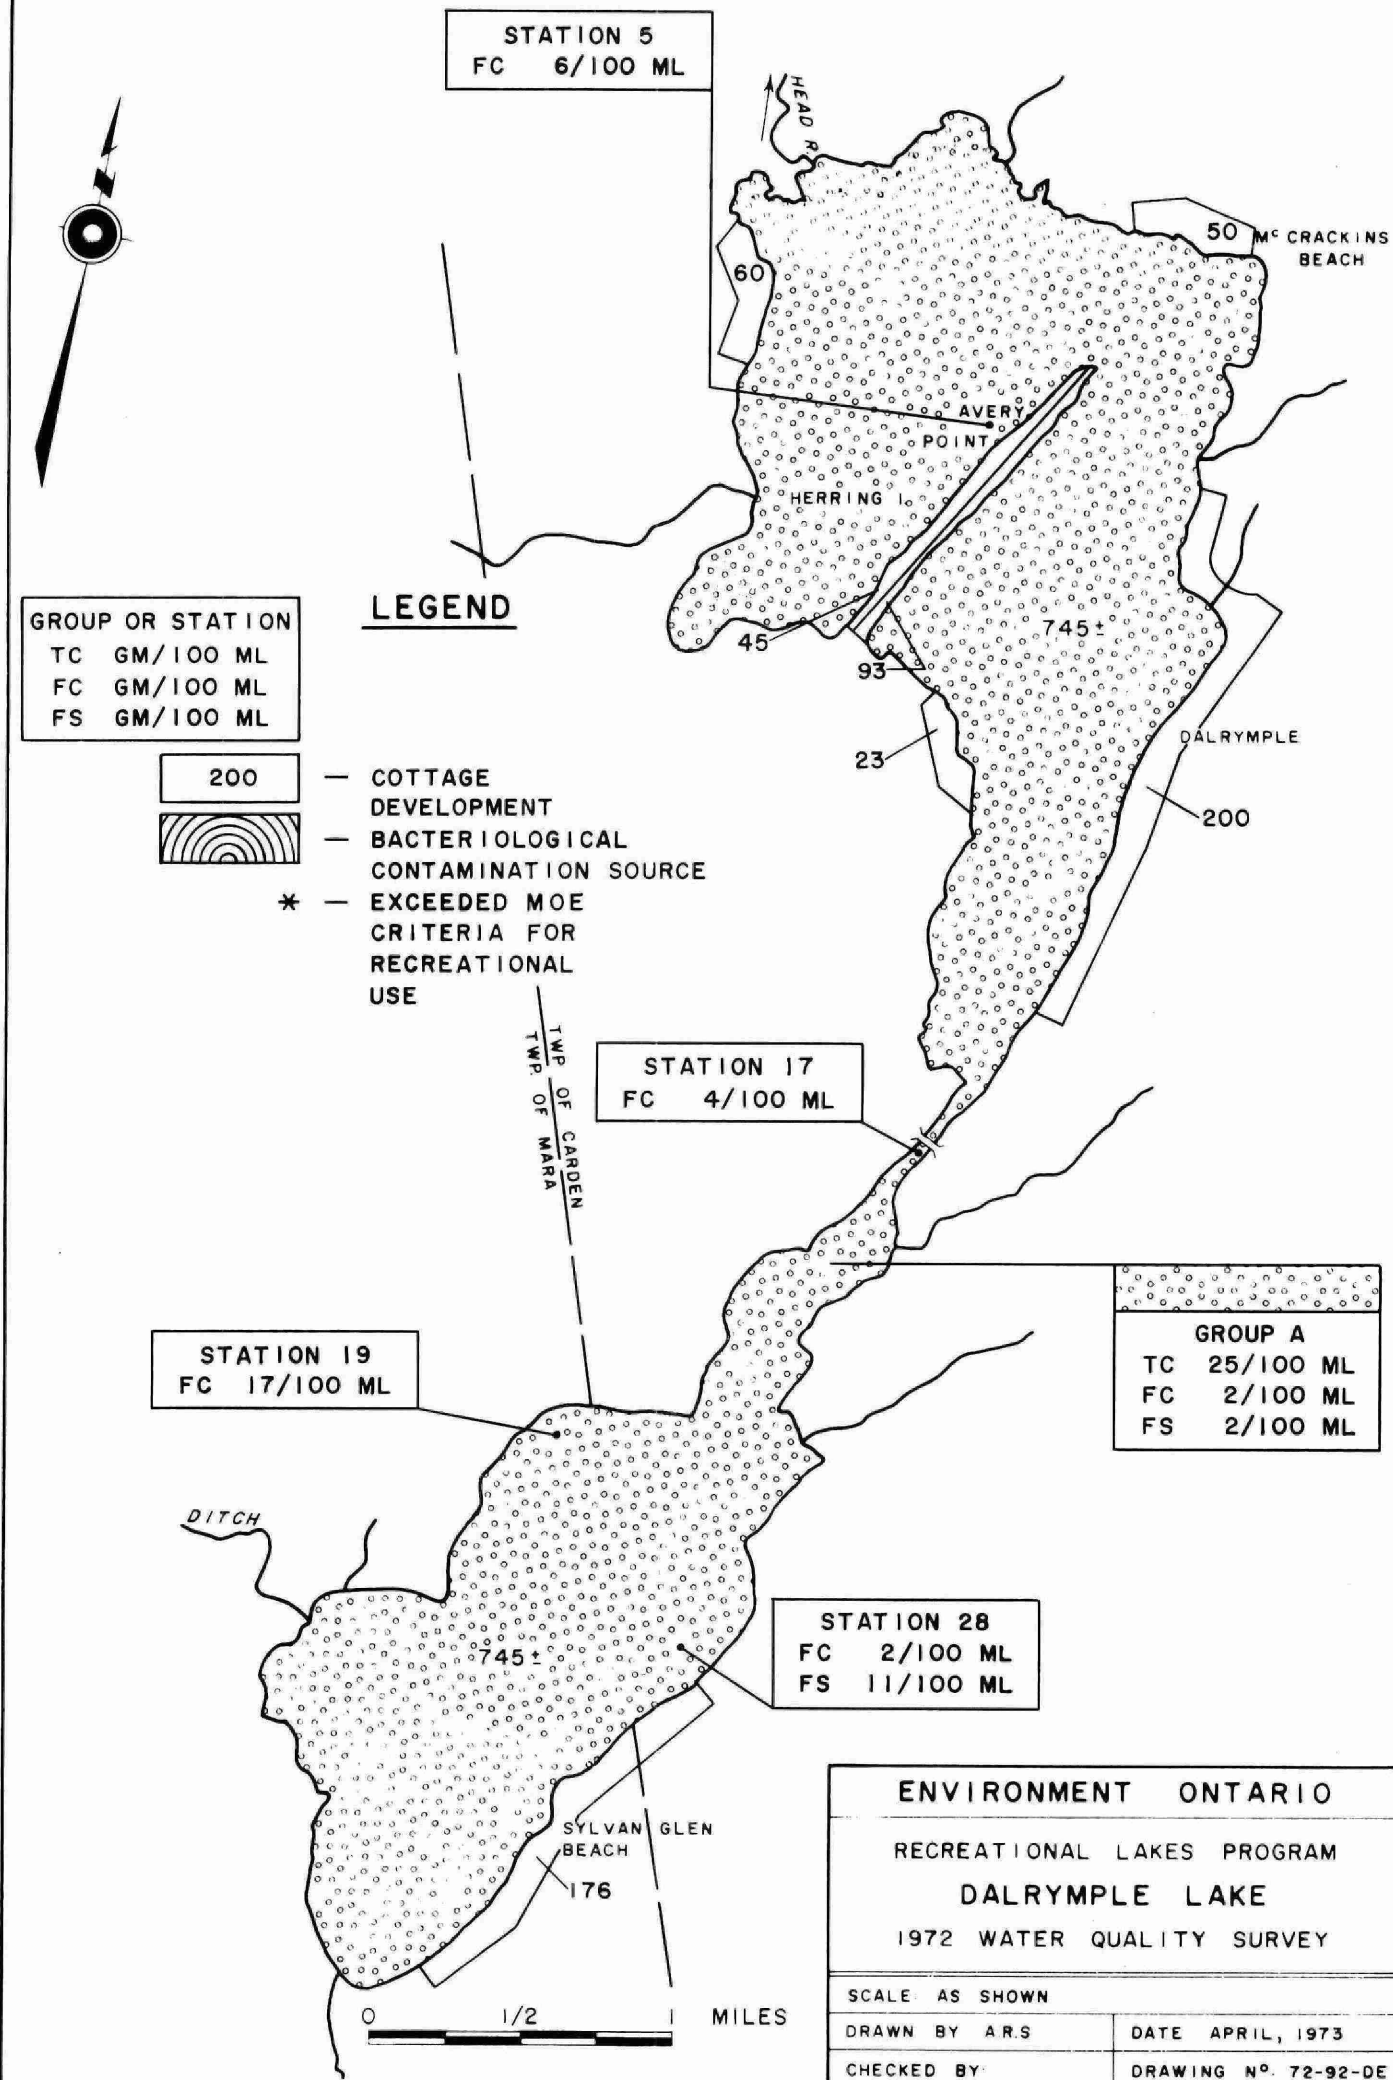 STATION 5
FC 6/100 ML
HEAD R.
50
Mc CRACKINS
BEACH
60
AVERY
POINT
HERRING I.
GROUP OR STATION
TC GM/100 ML
FC GM/100 ML
FS GM/100 ML
LEGEND
200 — COTTAGE
DEVELOPMENT
— BACTERIOLOGICAL
CONTAMINATION SOURCE
* — EXCEEDED MOE
CRITERIA FOR
RECREATIONAL
USE
45
93
745±
23
DALRYMPLE
200
TWP OF CARDEN
TWP. OF MARA
STATION 17
FC 4/100 ML
GROUP A
TC 25/100 ML
FC 2/100 ML
FS 2/100 ML
STATION 19
FC 17/100 ML
DITCH
745±
STATION 28
FC 2/100 ML
FS 11/100 ML
SYLVAN GLEN
BEACH
176
0 1/2 1 MILES
ENVIRONMENT ONTARIO
RECREATIONAL LAKES PROGRAM
DALRYMPLE LAKE
1972 WATER QUALITY SURVEY
SCALE AS SHOWN
DRAWN BY A.R.S DATE APRIL, 1973
CHECKED BY: DRAWING Nº. 72-92-DE